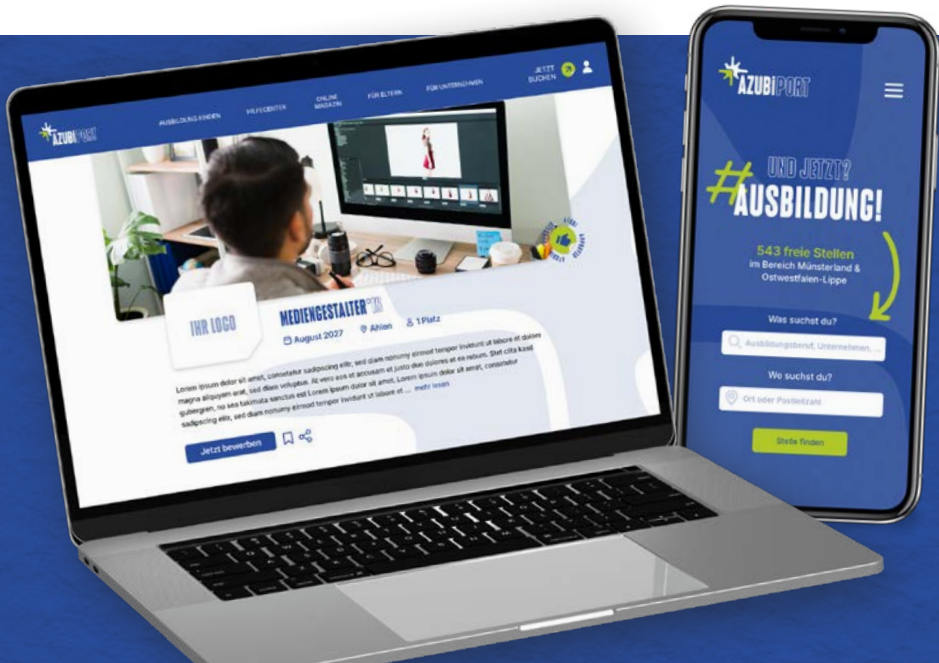 AZUBIPORT
AUSBILDUNG FINDEN
HILFECENTER
ONLINE
MAGAZIN
FÜR ELTERN
FÜR UNTERNEHMEN
JETZT
BUCHEN
IHR LOGO
MEDIENGESTALTER
August 2027
Ahlen
1 Platz
Lorem ipsum dolor sit amet, consetetur sadipscing elitr, sed diam nonumy eirmod tempor invidunt ut labore et dolore
magna aliquyam erat, sed diam voluptua. At vero eos et accusam et justo duo dolores et ea rebum. Stet clita kasd
gubergren, no sea takimata sanctus est Lorem ipsum dolor sit amet. Lorem ipsum dolor sit amet, consetetur
sadipscing elitr, sed diam nonumy eirmod tempor invidunt ut labore et ... mehr lesen
Jetzt bewerben
AZUBIPORT
UND JETZT?
#AUSBILDUNG!
543 freie Stellen
im Bereich Münsterland &
Ostwestfalen-Lippe
Was suchst du?
Ausbildungsberuf, Unternehmen, ...
Wo suchst du?
Ort oder Postleitzahl
Stelle finden